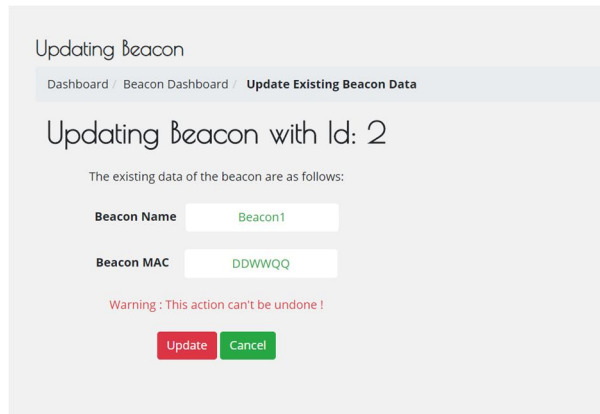 Updating Beacon
Dashboard / Beacon Dashboard / Update Existing Beacon Data
Updating Beacon with Id: 2
The existing data of the beacon are as follows:
Beacon Name Beacon1
Beacon MAC DDWWQQ
Warning : This action can't be undone !
Update Cancel